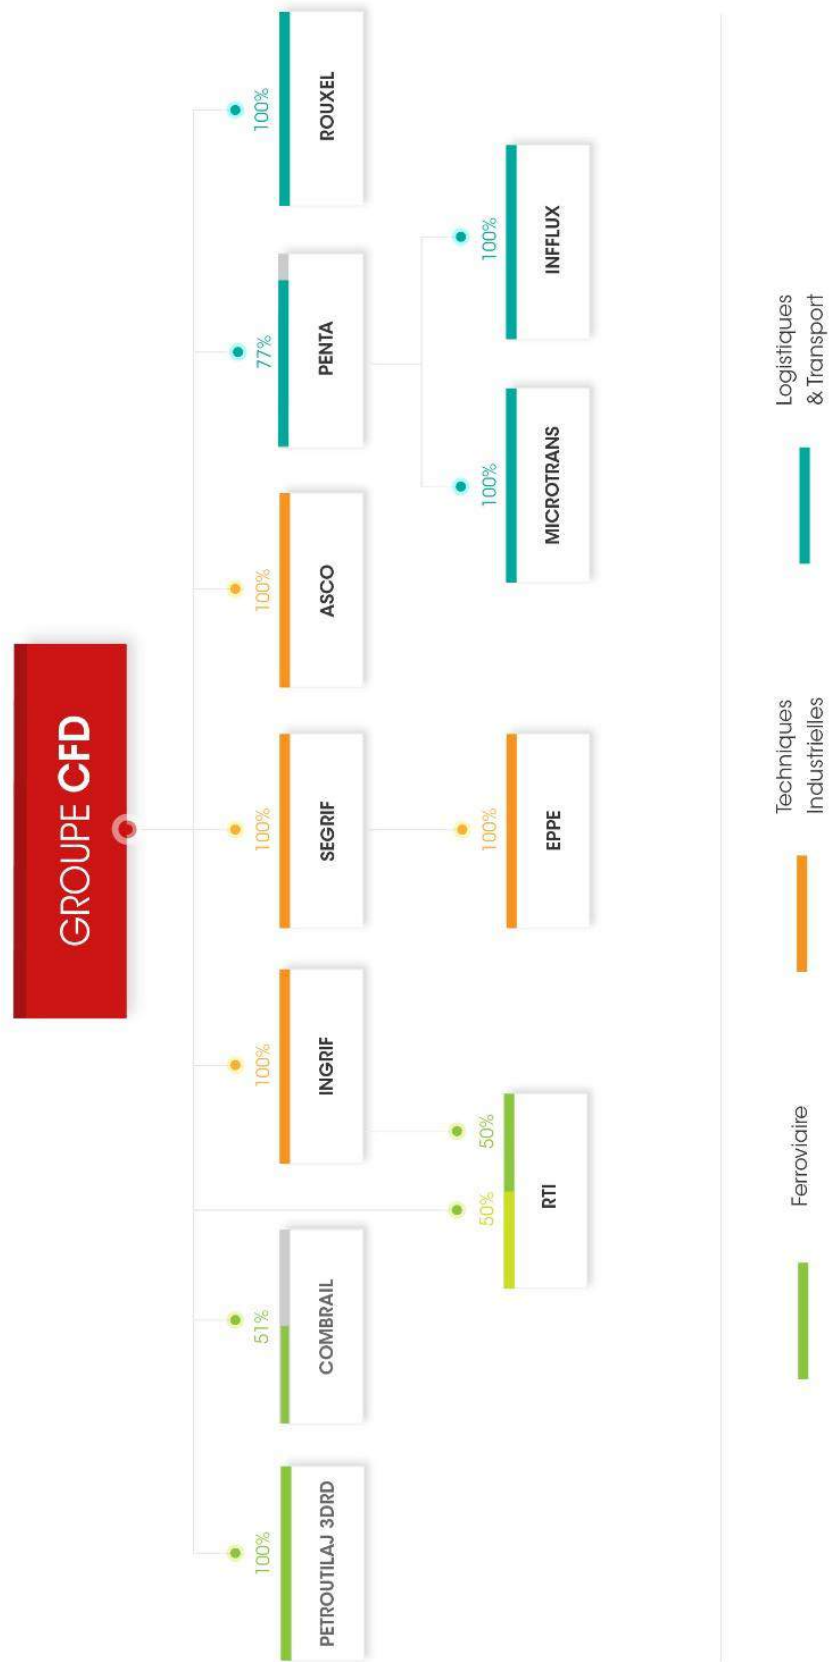 GROUPE CFD
100%
51%
100%
100%
100%
77%
100%
PETROUTILAJ 3DRD
COMBRAIL
INGRIF
SEGRIF
ASCO
PENTA
ROUXEL
50%
50%
100%
100%
100%
RTI
EPPE
MICROTRANS
INFFLUX
Ferroviaire
Techniques
Industrielles
Logistiques
& Transport